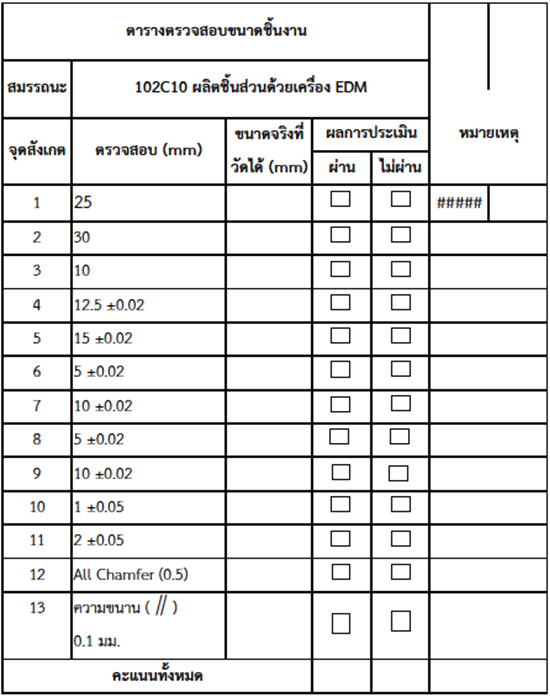 ตารางตรวจสอบขนาดชิ้นงาน
สมรรถนะ 102C10 ผลิตชิ้นส่วนด้วยเครื่อง EDM
จุดสังเกต ตรวจสอบ (mm) ขนาดจริงที่วัดได้ (mm) ผลการประเมิน หมายเหตุ
ผ่าน ไม่ผ่าน
1 25 #####
2 30
3 10
4 12.5 ±0.02
5 15 ±0.02
6 5 ±0.02
7 10 ±0.02
8 5 ±0.02
9 10 ±0.02
10 1 ±0.05
11 2 ±0.05
12 All Chamfer (0.5)
13 ความขนาน ( // )
0.1 มม.
คะแนนทั้งหมด